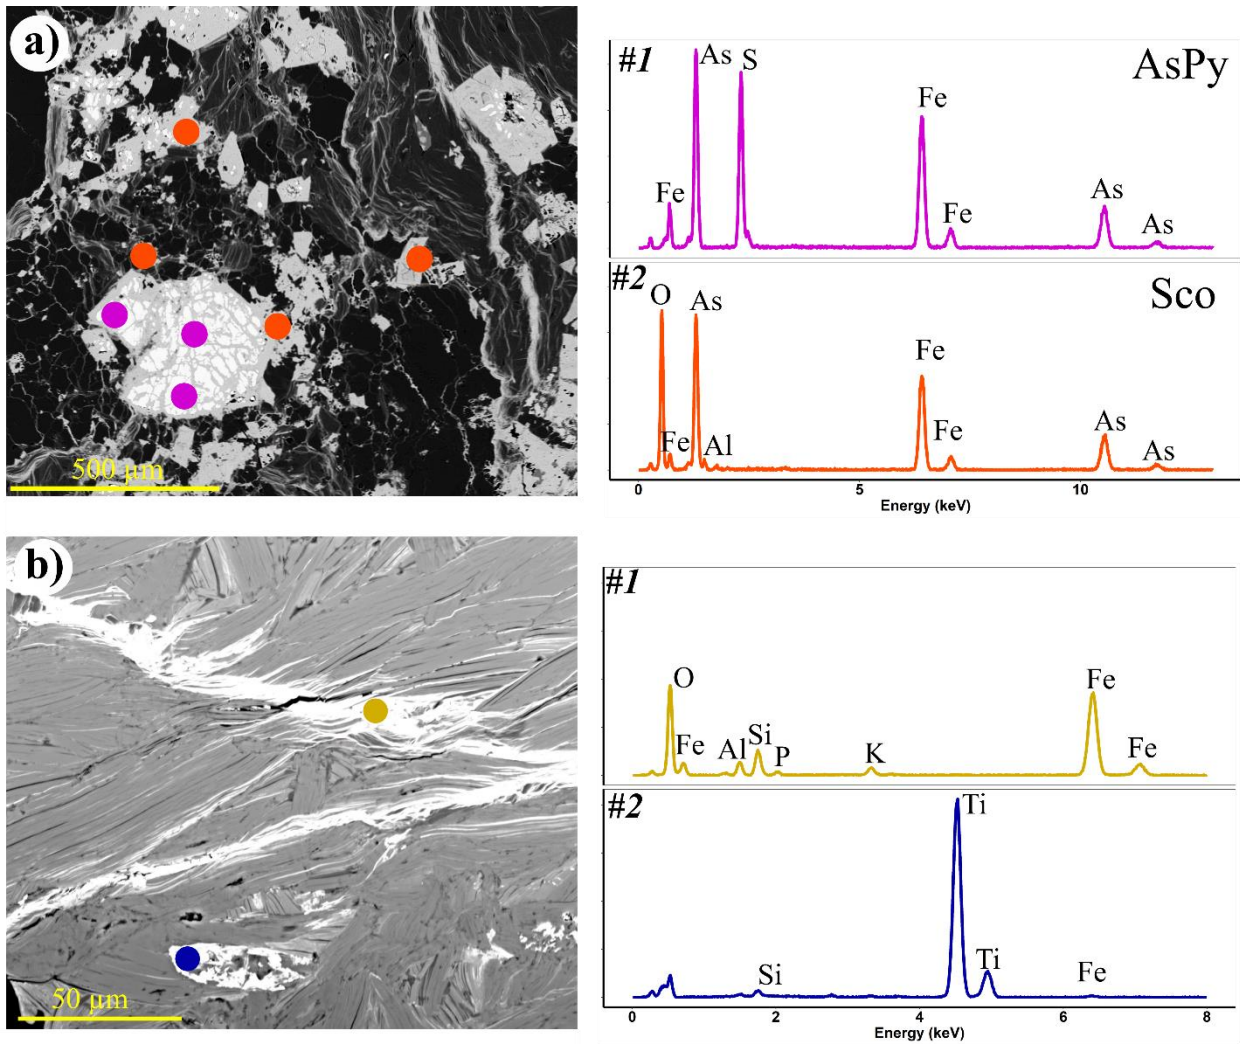 a)
500 µm
#1
AsPy
As
S
Fe
Fe
Fe
As
As
#2
Sco
O
As
Fe
Fe
Al
Fe
As
As
0
5
10
Energy (keV)
b)
50 µm
#1
O
Fe
Al
Si
P
K
Fe
Fe
#2
Ti
Si
Ti
Fe
0
2
4
6
8
Energy (keV)